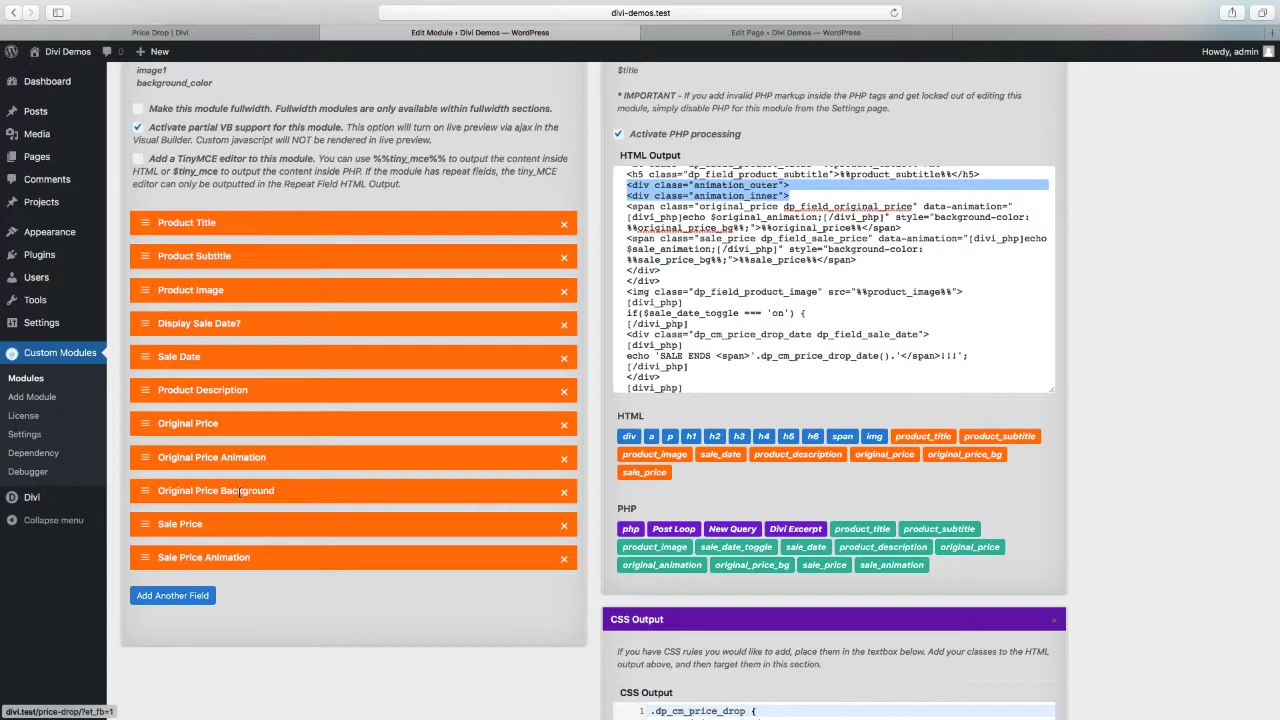 divi-demos.test
Price Drop | Divi
Edit Module ‹ Divi Demos — WordPress
Edit Page ‹ Divi Demos — WordPress
Divi Demos
0
New
Howdy, admin
Dashboard
Posts
Media
Pages
Comments
Projects
Appearance
Plugins
Users
Tools
Settings
Custom Modules
Modules
Add Module
License
Settings
Dependency
Debugger
Divi
Collapse menu
image1
background_color
Make this module fullwidth. Fullwidth modules are only available within fullwidth sections.
Activate partial VB support for this module. This option will turn on live preview via ajax in the
Visual Builder. Custom javascript will NOT be rendered in live preview.
Add a TinyMCE editor to this module. You can use %%tiny_mce%% to output the content inside
HTML or $tiny_mce to output the content inside PHP. If the module has repeat fields, the tiny_MCE
editor can only be outputted in the Repeat Field HTML Output.
Product Title
Product Subtitle
Product Image
Display Sale Date?
Sale Date
Product Description
Original Price
Original Price Animation
Original Price Background
Sale Price
Sale Price Animation
Add Another Field
$title
* IMPORTANT - If you add invalid PHP markup inside the PHP tags and get locked out of editing this
module, simply disable PHP for this module from the Settings page.
Activate PHP processing
HTML Output
<h5 class="dp_field_product_subtitle">%%product_subtitle%%</h5>
<div class="animation_outer">
<div class="animation_inner">
<span class="original_price dp_field_original_price" data-animation="
[divi_php]echo $original_animation;[/divi_php]" style="background-color:
%%original_price_bg%%;">%%original_price%%</span>
<span class="sale_price dp_field_sale_price" data-animation="[divi_php]echo
$sale_animation;[/divi_php]" style="background-color:
%%sale_price_bg%%;">%%sale_price%%</span>
</div>
</div>
<img class="dp_field_product_image" src="%%product_image%%">
[divi_php]
if($sale_date_toggle === 'on') {
[/divi_php]
<div class="dp_cm_price_drop_date dp_field_sale_date">
[divi_php]
echo 'SALE ENDS <span>'.dp_cm_price_drop_date().'</span>!!!';
[/divi_php]
</div>
[divi_php]
HTML
div a p h1 h2 h3 h4 h5 h6 span img product_title product_subtitle
product_image sale_date product_description original_price original_price_bg
sale_price
PHP
php Post Loop New Query Divi Excerpt product_title product_subtitle
product_image sale_date_toggle sale_date product_description original_price
original_animation original_price_bg sale_price sale_animation
CSS Output
If you have CSS rules you would like to add, place them in the textbox below. Add your classes to the HTML
output above, and then target them in this section.
CSS Output
1 .dp_cm_price_drop {
divi.test/price-drop/?et_fb=1